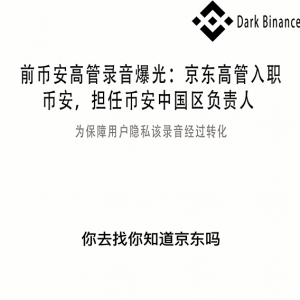 Dark Binance
前币安高管录音爆光：京东高管入职
币安，担任币安中国区负责人
为保障用户隐私该录音经过转化
你去找你知道京东吗